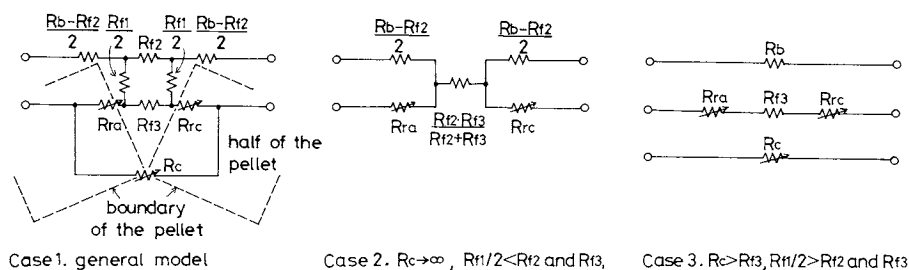 Rb-Rf2 Rf1 Rf1 Rb-Rf2
2 2 Rf2 2 2
Rra Rf3 Rrc
half of the
pellet
Rc
boundary
of the pellet
Case 1. general model
Rb-Rf2 Rb-Rf2
2 2
Rra Rf2·Rf3 Rrc
Rf2+Rf3
Case 2. Rc→∞, Rf1/2<Rf2 and Rf3,
Rb
Rra Rf3 Rrc
Rc
Case 3. Rc>Rf3, Rf1/2>Rf2 and Rf3